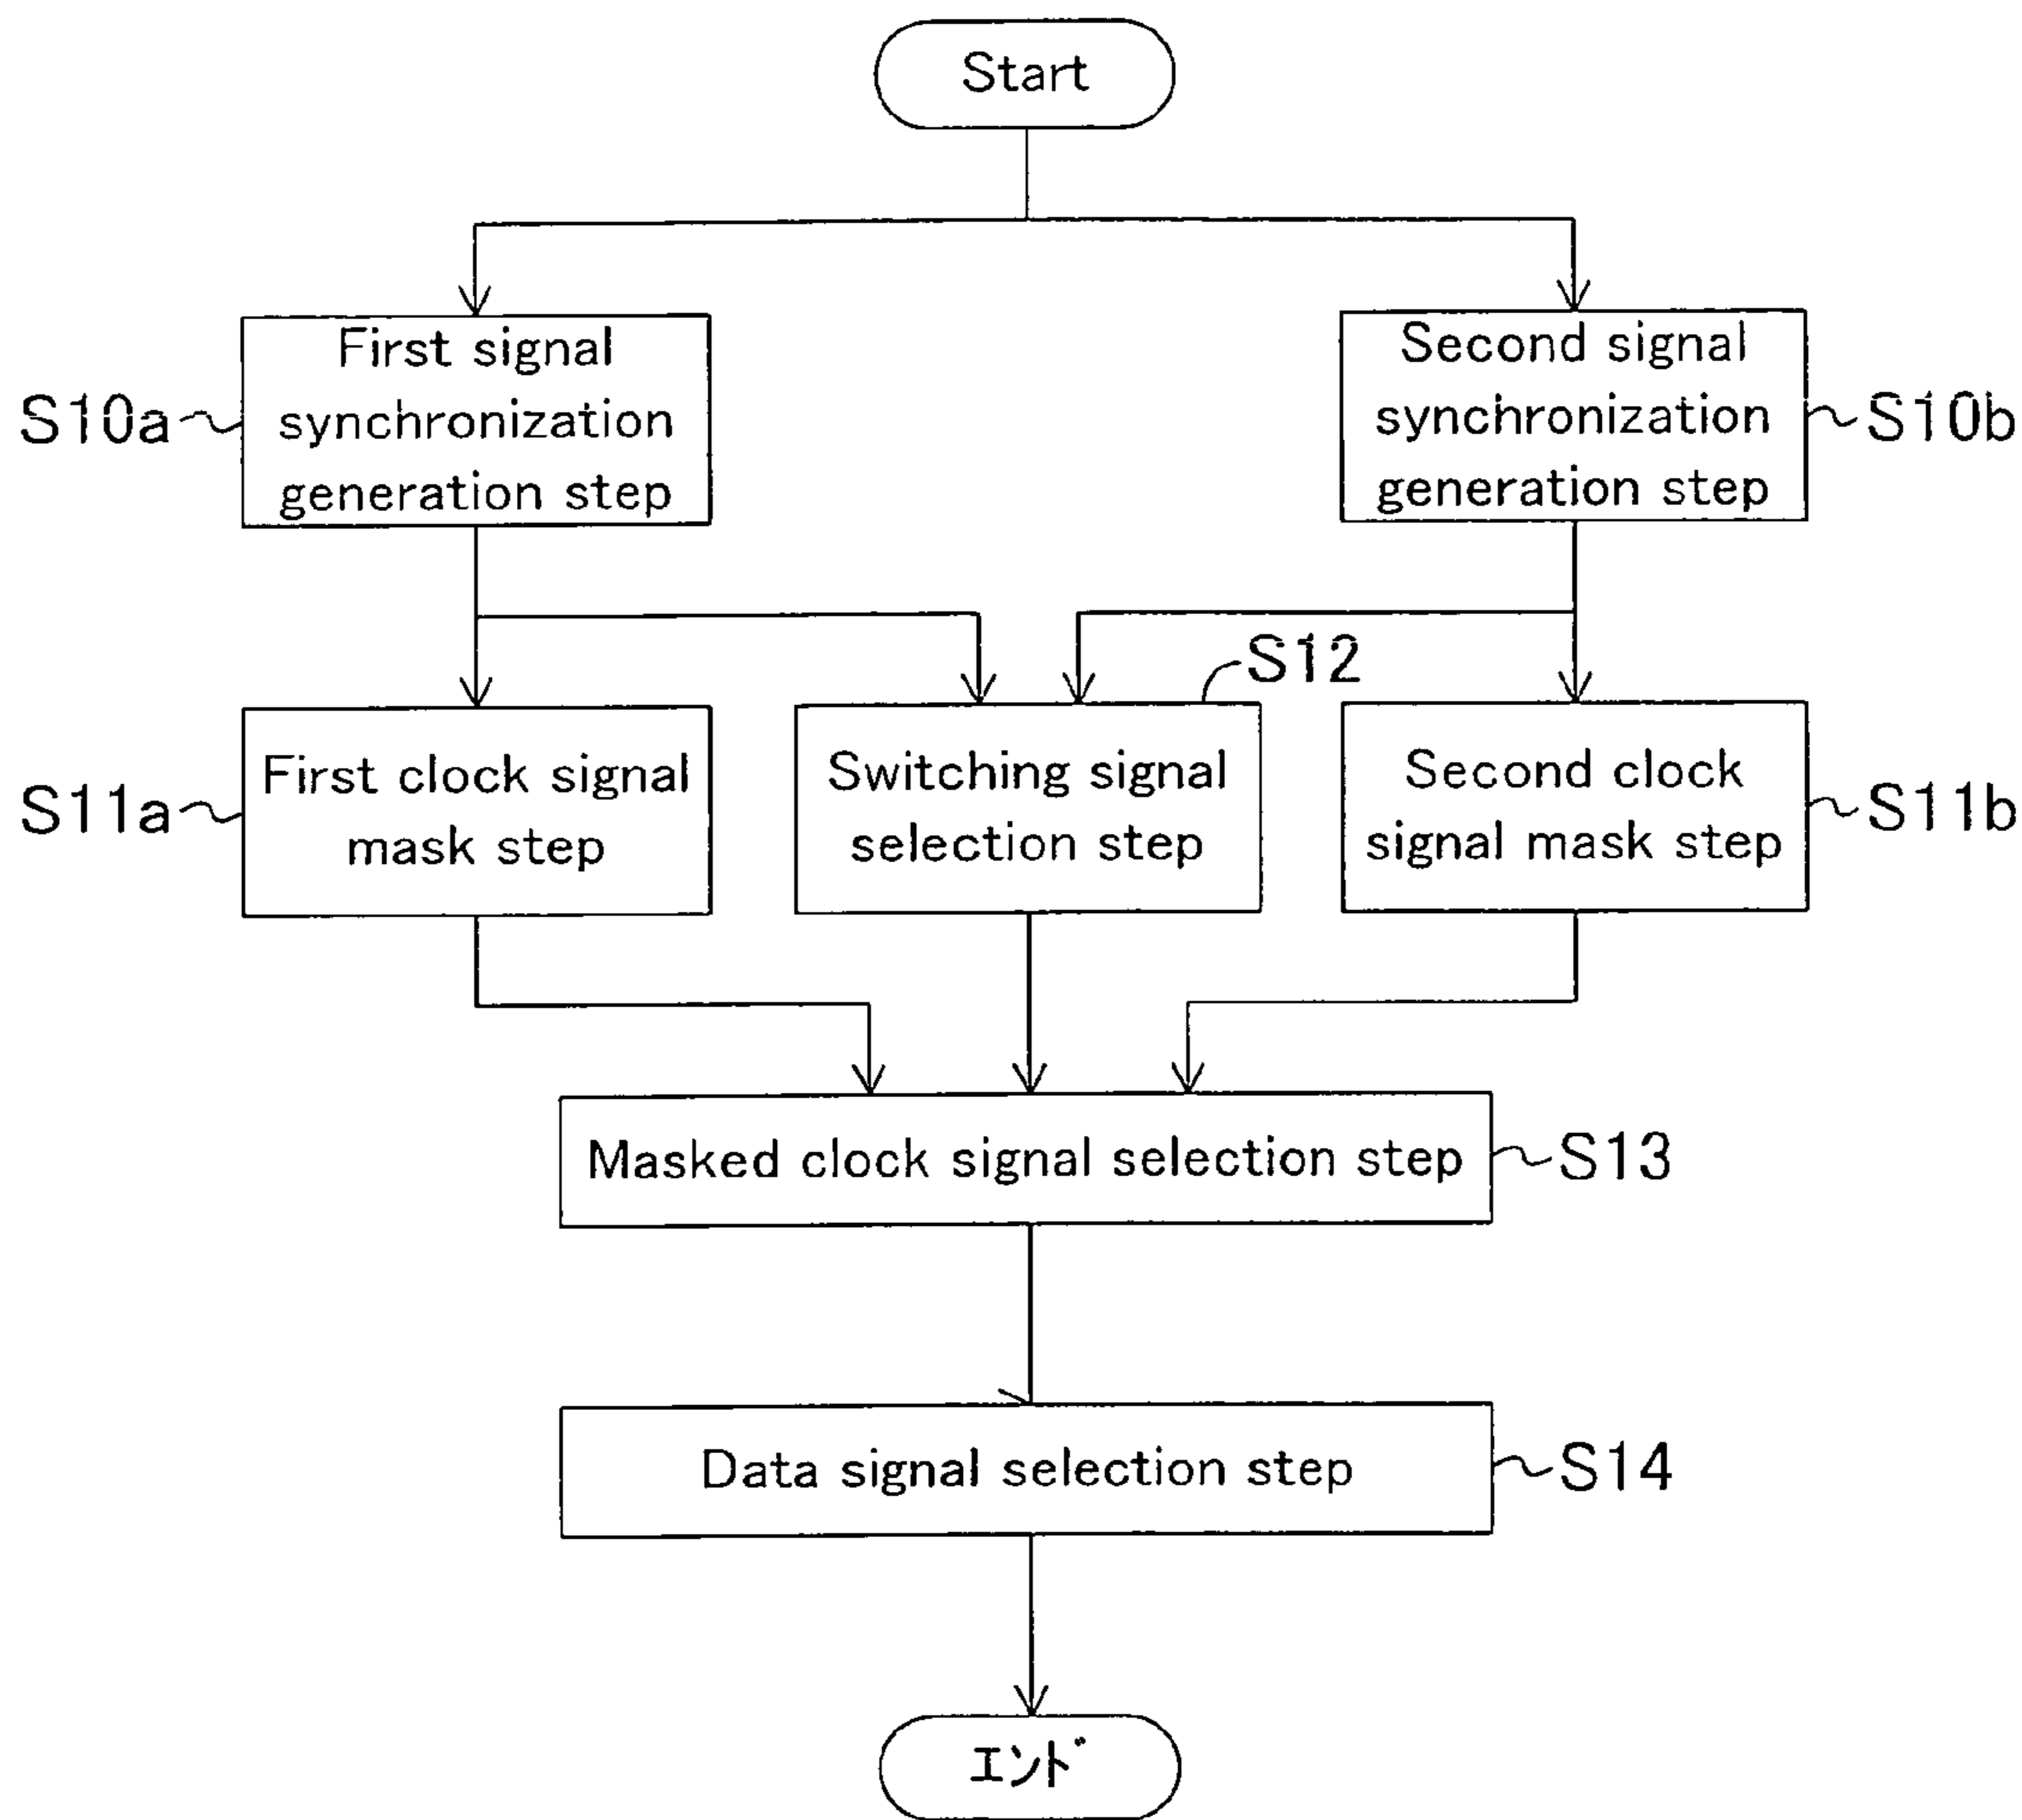 Start
First signal
synchronization
generation step
S10a
Second signal
synchronization
generation step
S10b
First clock signal
mask step
S11a
Switching signal
selection step
S12
Second clock
signal mask step
S11b
Masked clock signal selection step
S13
Data signal selection step
S14
エンド